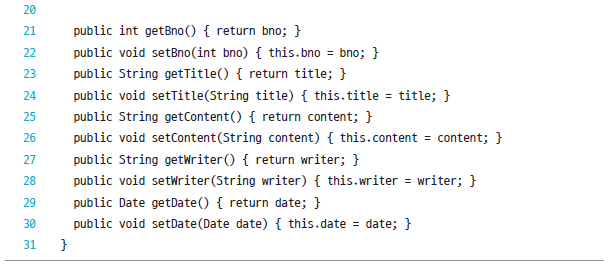 20
21 public int getBno() { return bno; }
22 public void setBno(int bno) { this.bno = bno; }
23 public String getTitle() { return title; }
24 public void setTitle(String title) { this.title = title; }
25 public String getContent() { return content; }
26 public void setContent(String content) { this.content = content; }
27 public String getWriter() { return writer; }
28 public void setWriter(String writer) { this.writer = writer; }
29 public Date getDate() { return date; }
30 public void setDate(Date date) { this.date = date; }
31 }